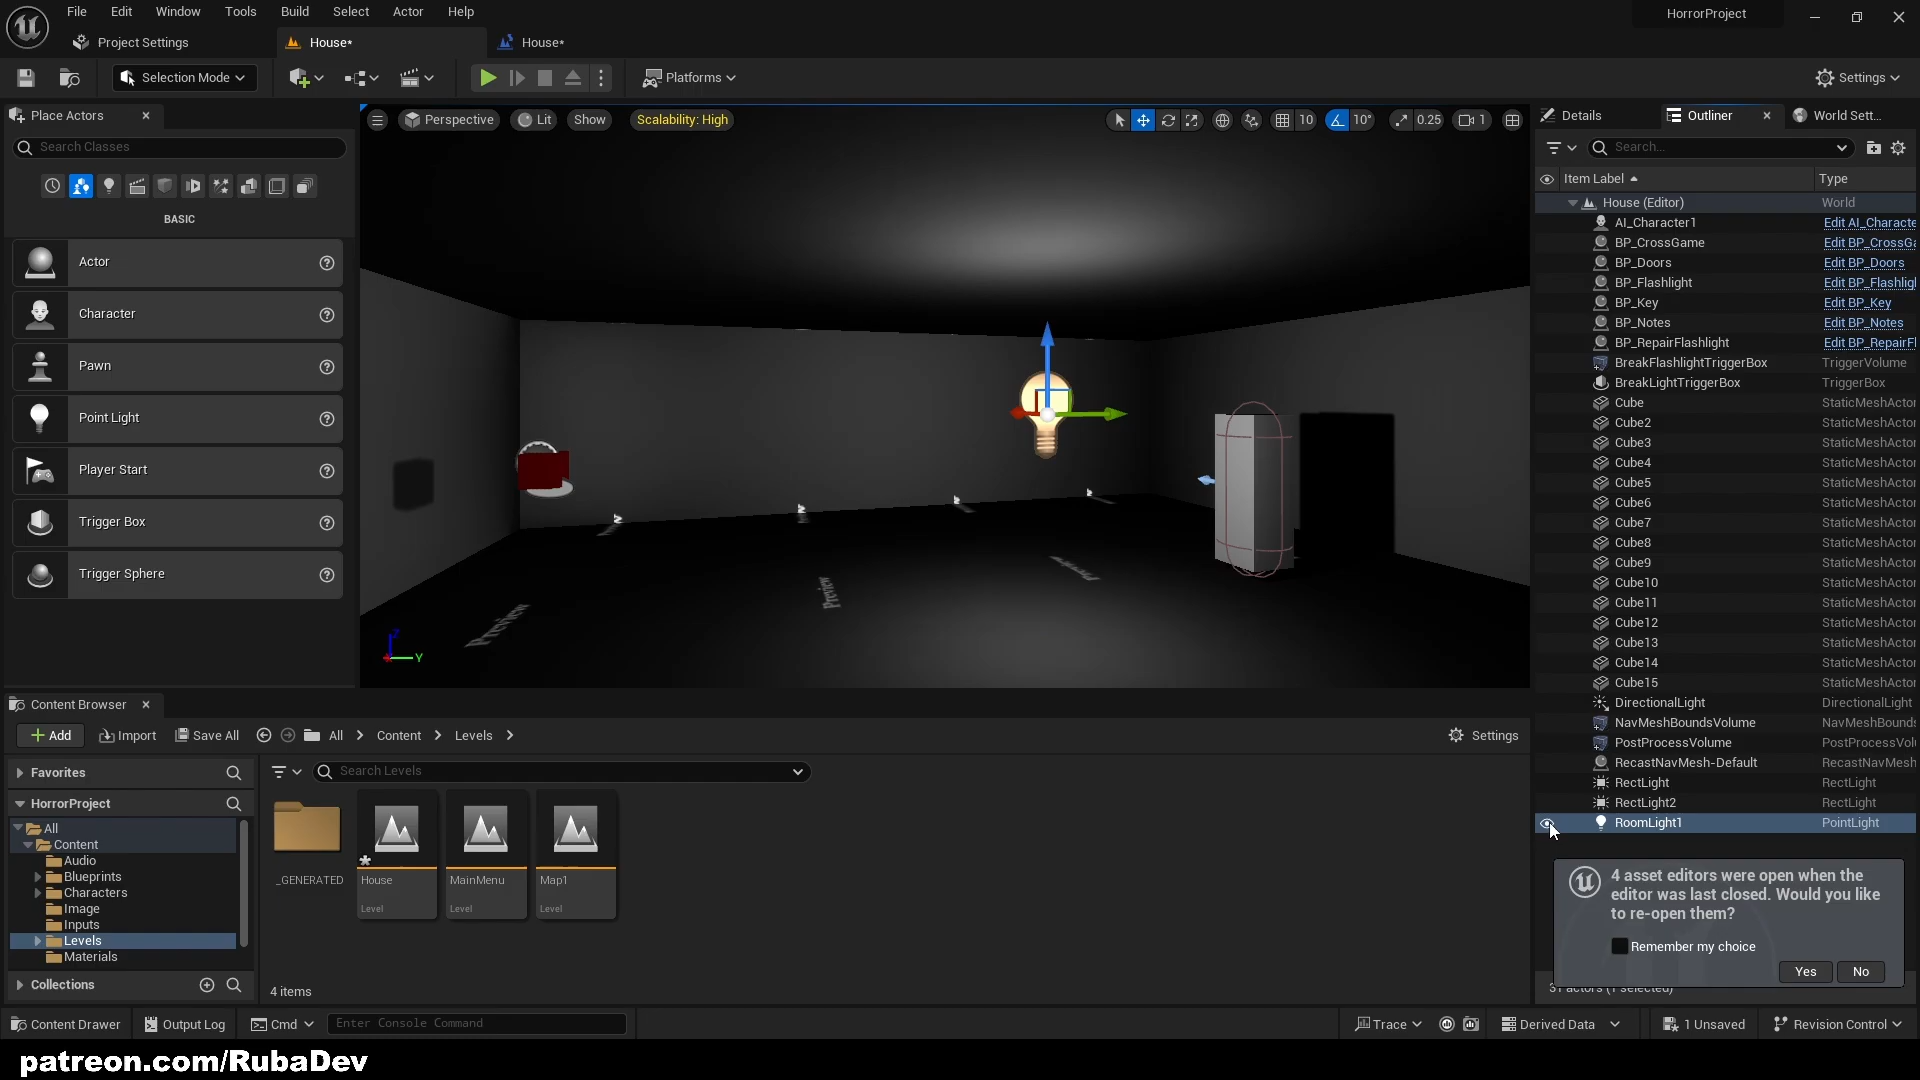 File Edit Window Tools Build Select Actor Help
HorrorProject
Project Settings
House*
House*
Selection Mode
Platforms
Settings
Place Actors
Search Classes
BASIC
Actor
Character
Pawn
Point Light
Player Start
Trigger Box
Trigger Sphere
Perspective
Lit
Show
Scalability: High
10
10°
0.25
1
Preview
Z
Y
Details
Outliner
World Sett...
Search...
Item Label
Type
House (Editor) World
AI_Character1 Edit AI_Characte
BP_CrossGame Edit BP_CrossGa
BP_Doors Edit BP_Doors
BP_Flashlight Edit BP_Flashlig
BP_Key Edit BP_Key
BP_Notes Edit BP_Notes
BP_RepairFlashlight Edit BP_RepairFl
BreakFlashlightTriggerBox TriggerVolume
BreakLightTriggerBox TriggerBox
Cube StaticMeshActor
Cube2 StaticMeshActor
Cube3 StaticMeshActor
Cube4 StaticMeshActor
Cube5 StaticMeshActor
Cube6 StaticMeshActor
Cube7 StaticMeshActor
Cube8 StaticMeshActor
Cube9 StaticMeshActor
Cube10 StaticMeshActor
Cube11 StaticMeshActor
Cube12 StaticMeshActor
Cube13 StaticMeshActor
Cube14 StaticMeshActor
Cube15 StaticMeshActor
DirectionalLight DirectionalLight
NavMeshBoundsVolume NavMeshBounds
PostProcessVolume PostProcessVolu
RecastNavMesh-Default RecastNavMesh
RectLight RectLight
RectLight2 RectLight
RoomLight1 PointLight
4 asset editors were open when the
editor was last closed. Would you like
to re-open them?
Remember my choice
Yes
No
31 actors (1 selected)
Content Browser
Add
Import
Save All
All
Content
Levels
Settings
Favorites
HorrorProject
All
Content
Audio
Blueprints
Characters
Image
Inputs
Levels
Materials
Collections
Search Levels
_GENERATED
House
Level
MainMenu
Level
Map1
Level
4 items
Content Drawer
Output Log
Cmd
Enter Console Command
Trace
Derived Data
1 Unsaved
Revision Control
patreon.com/RubaDev